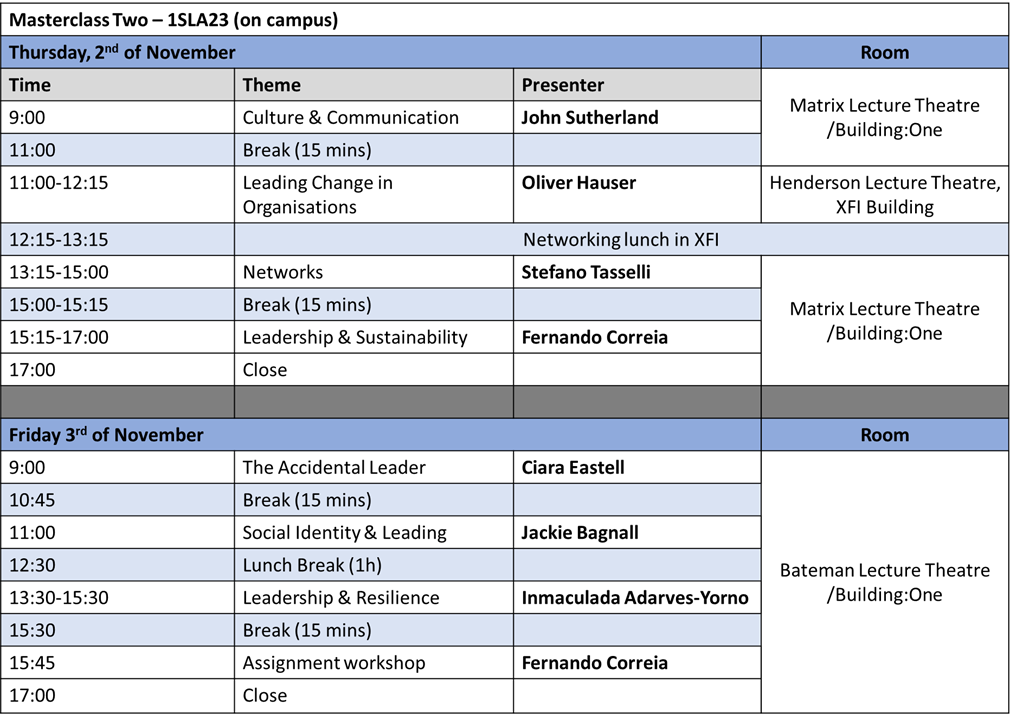 Masterclass Two – 1SLA23 (on campus)
Thursday, 2nd of November Room
Time Theme Presenter
Matrix Lecture Theatre
/Building:One
9:00 Culture & Communication John Sutherland
11:00 Break (15 mins)
11:00-12:15 Leading Change in
Organisations
Oliver Hauser
Henderson Lecture Theatre,
XFI Building
12:15-13:15 Networking lunch in XFI
13:15-15:00 Networks Stefano Tasselli
15:00-15:15 Break (15 mins)
Matrix Lecture Theatre
/Building:One
15:15-17:00 Leadership & Sustainability Fernando Correia
17:00 Close
Friday 3rd of November Room
9:00 The Accidental Leader Ciara Eastell
10:45 Break (15 mins)
11:00 Social Identity & Leading Jackie Bagnall
12:30 Lunch Break (1h)
Bateman Lecture Theatre
/Building:One
13:30-15:30 Leadership & Resilience Inmaculada Adarves-Yorno
15:30 Break (15 mins)
15:45 Assignment workshop Fernando Correia
17:00 Close